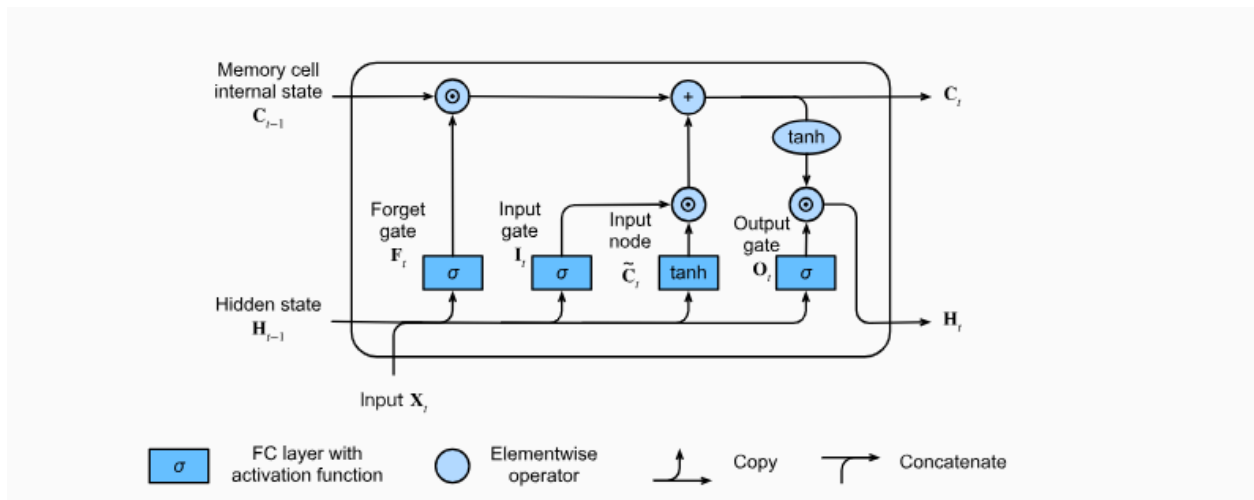 Memory cell
internal state
C_{t−1}
C_t
tanh
Forget
gate
F_t
Input
gate
I_t
Input
node
C̃_t
Output
gate
O_t
σ
σ
tanh
σ
Hidden state
H_{t−1}
H_t
Input X_t
σ
FC layer with
activation function
Elementwise
operator
Copy
Concatenate